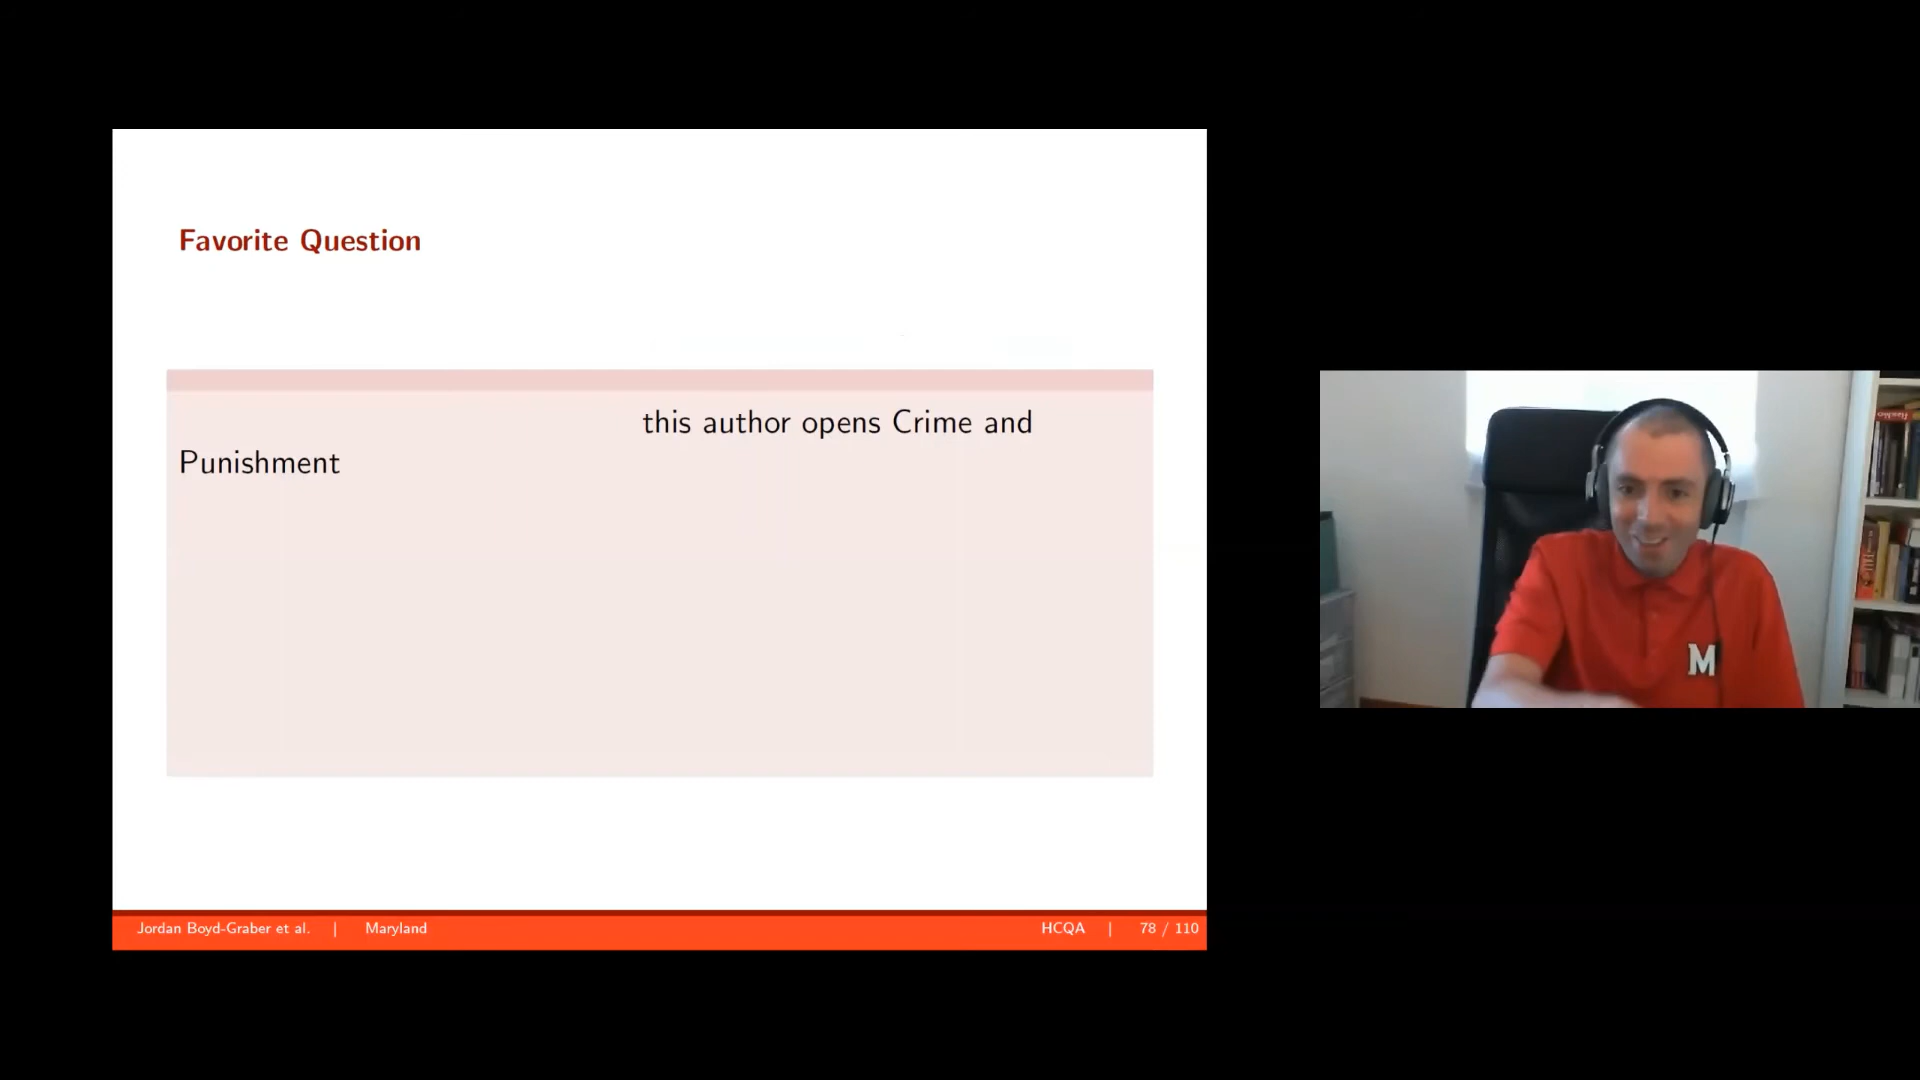 Favorite Question
this author opens Crime and
Punishment
M
Jordan Boyd-Graber et al. | Maryland HCQA | 78 / 110